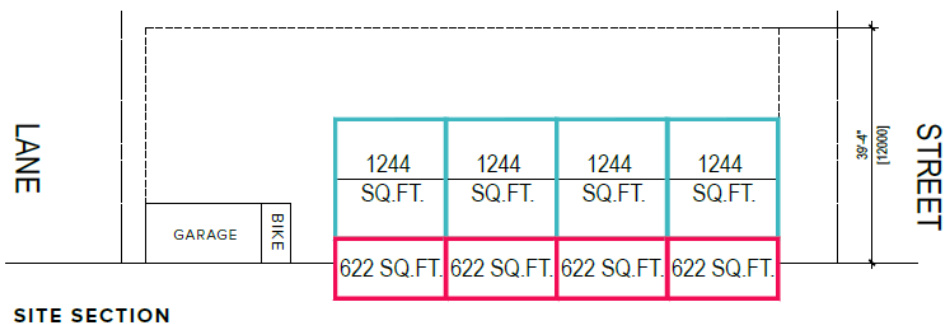 LANE
GARAGE
BIKE
1244
SQ.FT.
1244
SQ.FT.
1244
SQ.FT.
1244
SQ.FT.
622 SQ.FT.
622 SQ.FT.
622 SQ.FT.
622 SQ.FT.
39'-4"
[12000]
STREET
SITE SECTION